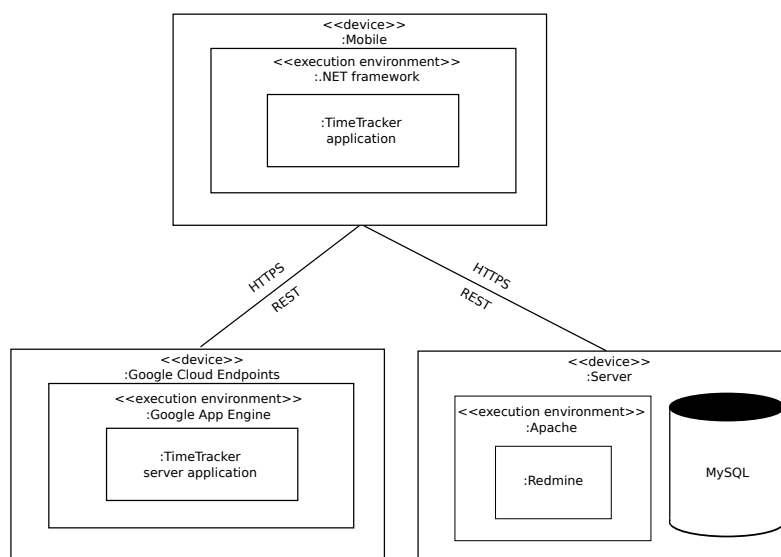 <<device>>
:Mobile
<<execution environment>>
:.NET framework
:TimeTracker
application
HTTPS
REST
HTTPS
REST
<<device>>
:Google Cloud Endpoints
<<execution environment>>
:Google App Engine
:TimeTracker
server application
<<device>>
:Server
<<execution environment>>
:Apache
:Redmine
MySQL